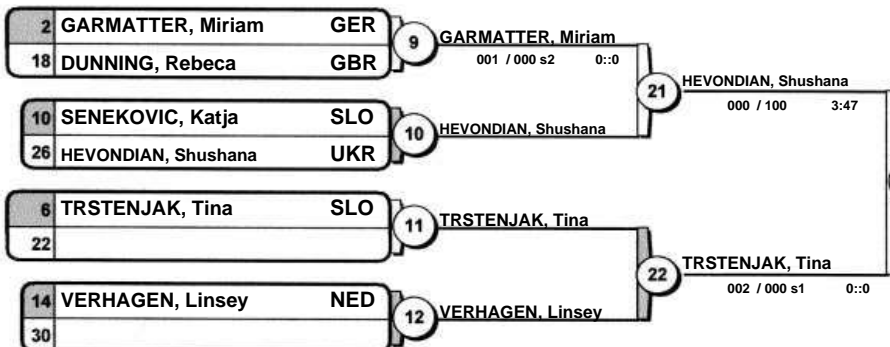 2 GARMATTER, Miriam GER
18 DUNNING, Rebeca GBR
9
GARMATTER, Miriam
001 / 000 s2 0::0
10 SENEKOVIC, Katja SLO
26 HEVONDIAN, Shushana UKR
10
HEVONDIAN, Shushana
21
HEVONDIAN, Shushana
000 / 100 3:47
6 TRSTENJAK, Tina SLO
22
11
TRSTENJAK, Tina
14 VERHAGEN, Linsey NED
30
12
VERHAGEN, Linsey
22
TRSTENJAK, Tina
002 / 000 s1 0::0